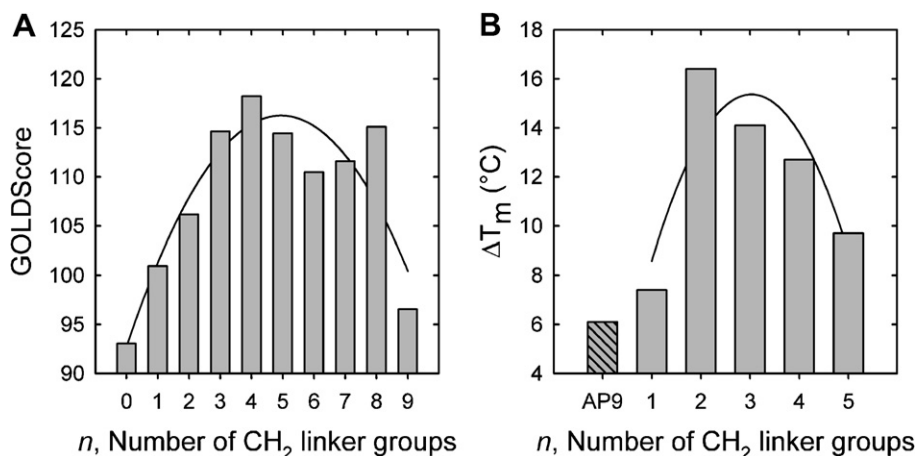 A
GOLDScore
125
120
115
110
105
100
95
90
0 1 2 3 4 5 6 7 8 9
n, Number of CH₂ linker groups
B
ΔTₘ (°C)
18
16
14
12
10
8
6
4
AP9 1 2 3 4 5
n, Number of CH₂ linker groups